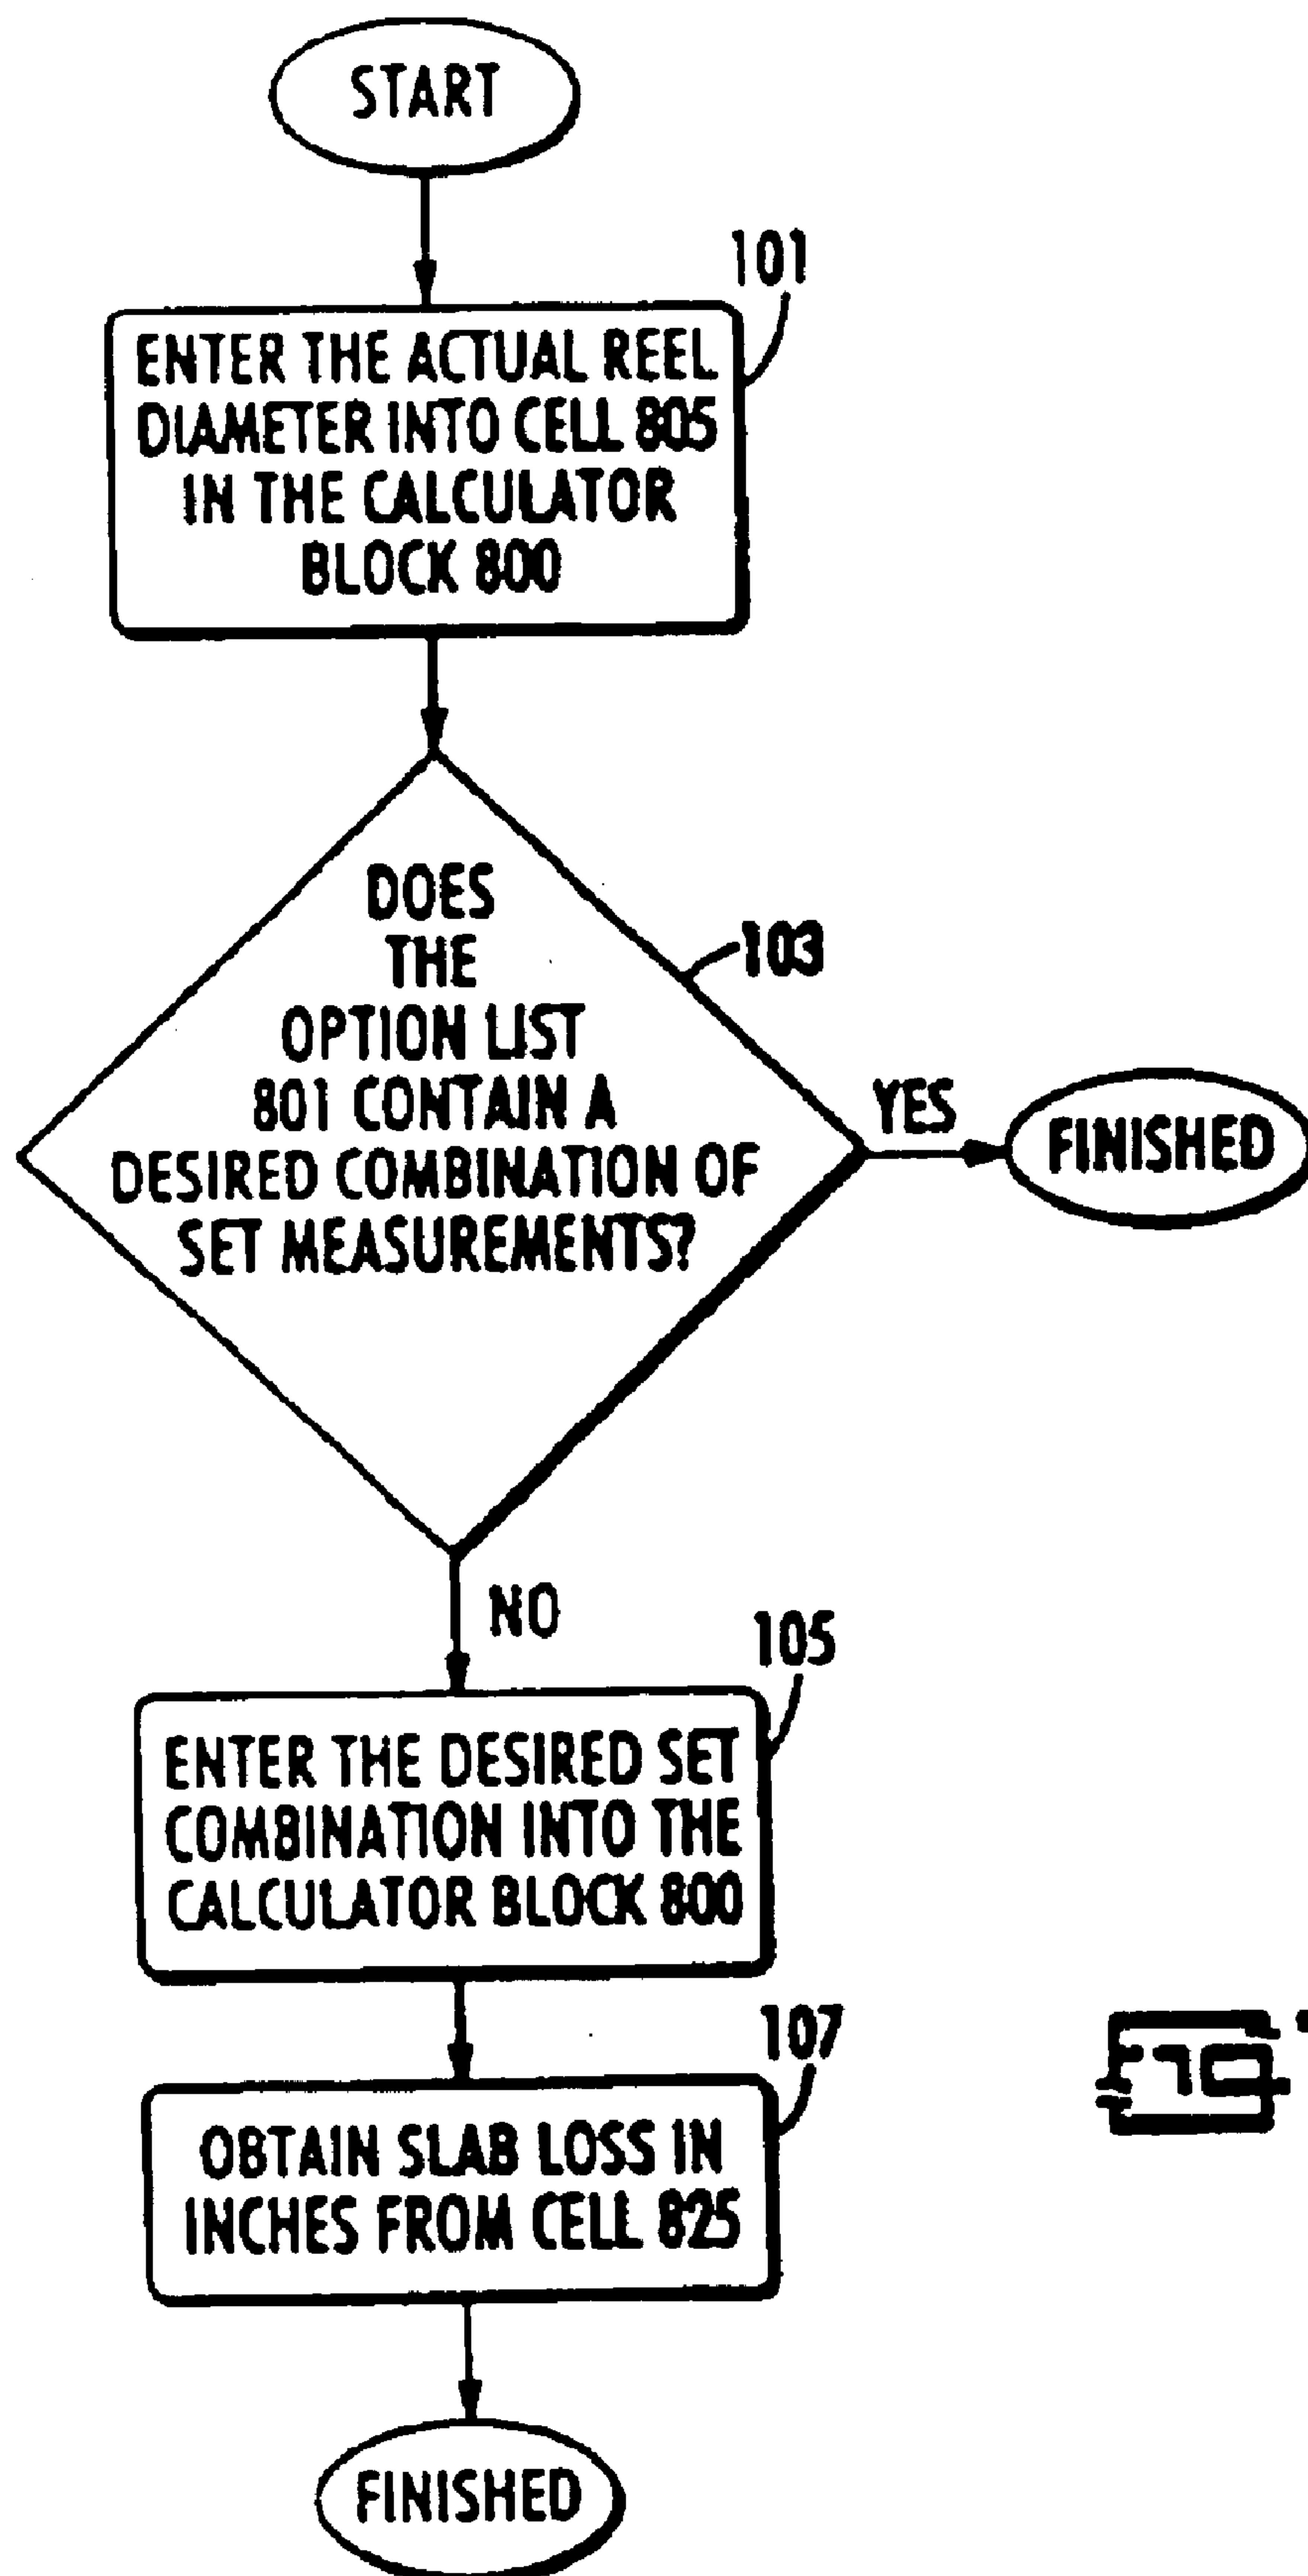 START
101
ENTER THE ACTUAL REEL
DIAMETER INTO CELL 805
IN THE CALCULATOR
BLOCK 800
DOES
THE
OPTION LIST
801 CONTAIN A
DESIRED COMBINATION OF
SET MEASUREMENTS?
103
YES
FINISHED
NO
105
ENTER THE DESIRED SET
COMBINATION INTO THE
CALCULATOR BLOCK 800
107
OBTAIN SLAB LOSS IN
INCHES FROM CELL 825
FINISHED